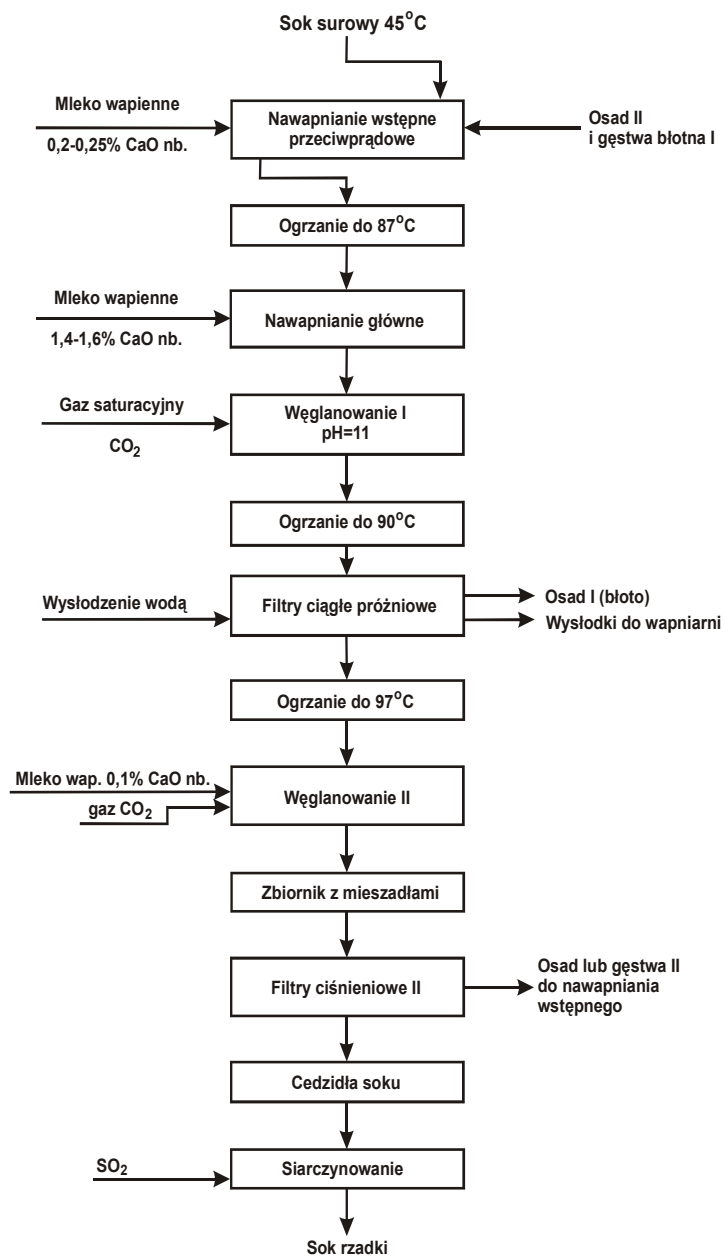 Sok surowy 45°C
Mleko wapienne
0,2-0,25% CaO nb.
Nawapnianie wstępne
przeciwprądowe
Osad II
i gęstwa błotna I
Ogrzanie do 87°C
Mleko wapienne
1,4-1,6% CaO nb.
Nawapnianie główne
Gaz saturacyjny
CO₂
Węglanowanie I
pH=11
Ogrzanie do 90°C
Wysłodzenie wodą
Filtry ciągłe próżniowe
Osad I (błoto)
Wysłodki do wapniarni
Ogrzanie do 97°C
Mleko wap. 0,1% CaO nb.
gaz CO₂
Węglanowanie II
Zbiornik z mieszadłami
Filtry ciśnieniowe II
Osad lub gęstwa II
do nawapniania
wstępnego
Cedzidła soku
SO₂
Siarczynowanie
Sok rzadki